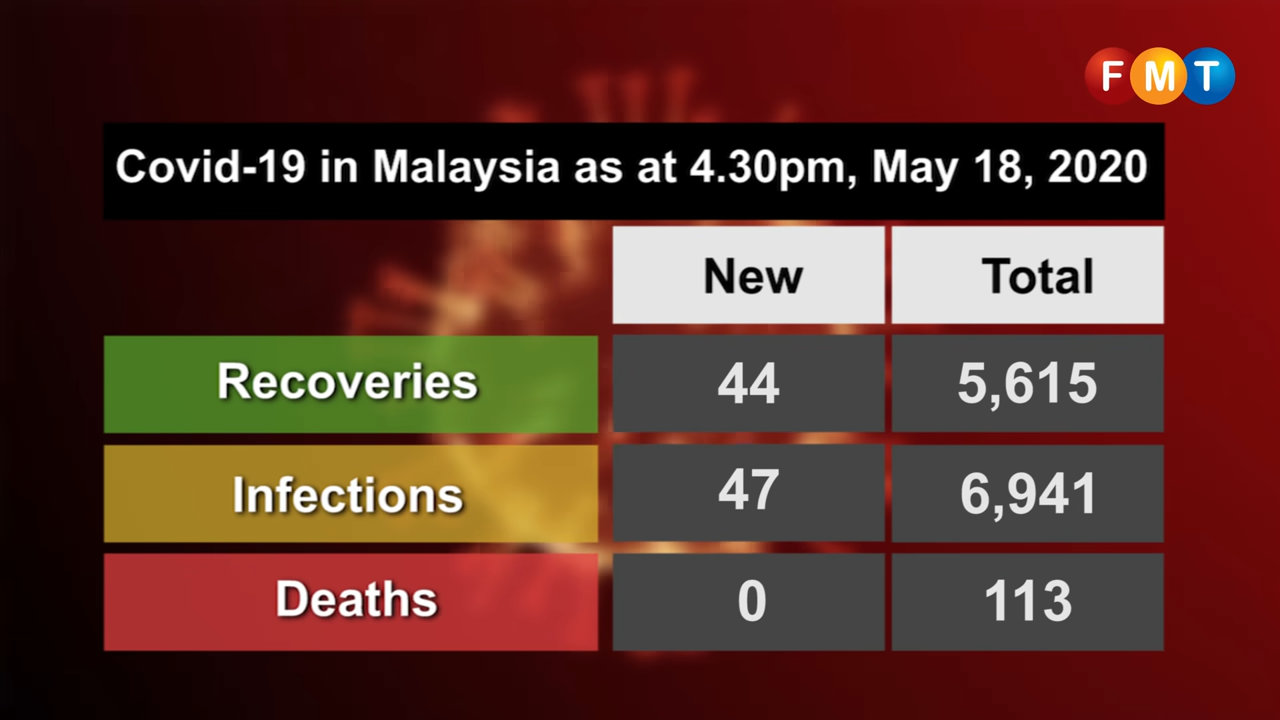 FMT
Covid-19 in Malaysia as at 4.30pm, May 18, 2020
New Total
Recoveries 44 5,615
Infections 47 6,941
Deaths 0 113